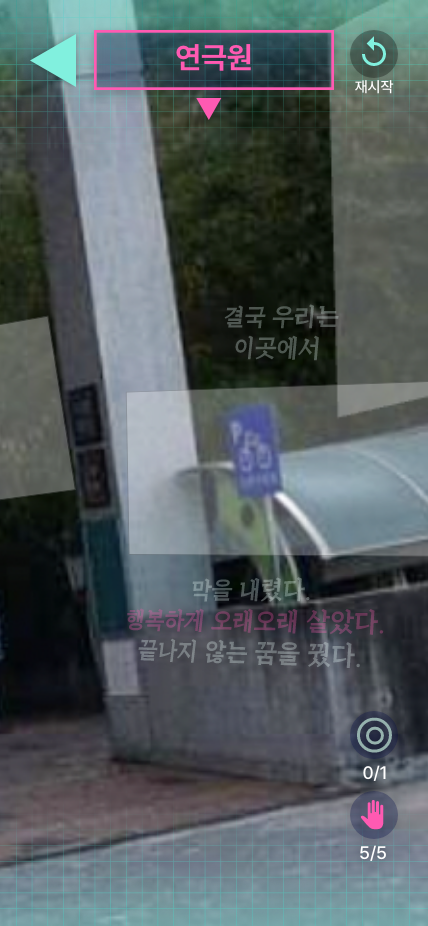 연극원
재시작
결국 우리는
이곳에서
P
막을 내렸다.
행복하게 오래오래 살았다.
끝나지 않는 꿈을 꿨다.
0/1
5/5